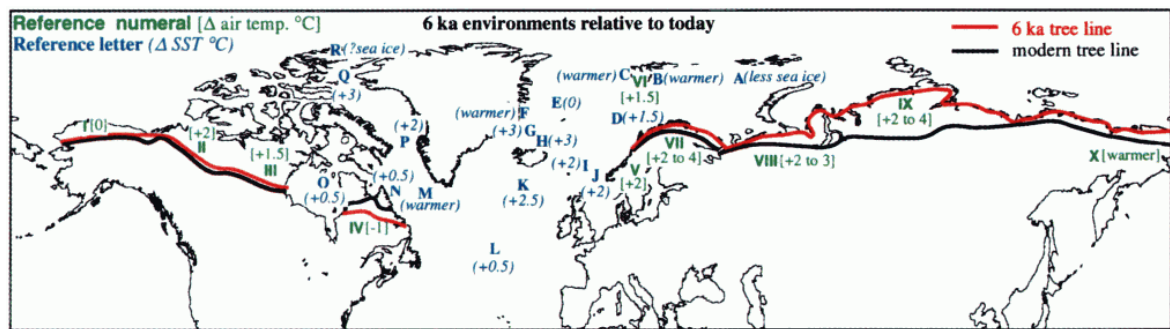 Reference numeral [Δ air temp. °C]
6 ka environments relative to today
6 ka tree line
Reference letter (Δ SST °C)
modern tree line
R(?sea ice)
Q
(+3)
(warmer) C
VI
B(warmer)
A(less sea ice)
[+1.5]
E(0)
IX
[+2 to 4]
(warmer) F
G
(+3)
H(+3)
D(+1.5)
I[0]
[+2]
II
(+2)
P
VII
[+2 to 4]
VIII[+2 to 3]
X[warmer]
[+1.5]
III
(+2) I
J
(+2)
V
[+2]
O
(+0.5)
(+0.5)
N
M
(warmer)
K
(+2.5)
IV[-1]
L
(+0.5)